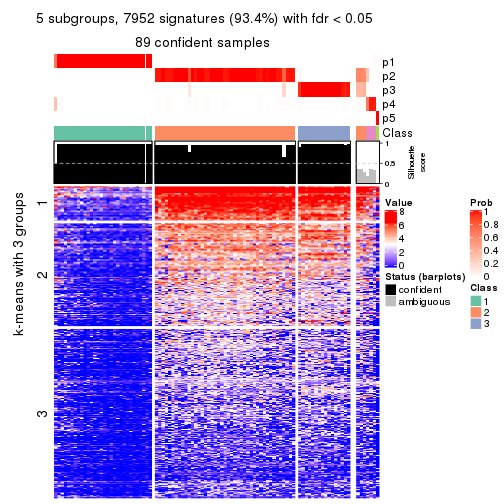 5 subgroups, 7952 signatures (93.4%) with fdr < 0.05
89 confident samples
p1
p2
p3
p4
p5
Class
1
0.5
0
Silhouette
score
k-means with 3 groups
1
2
3
Value
8
6
4
2
0
Status (barplots)
confident
ambiguous
Prob
1
0.8
0.6
0.4
0.2
0
Class
1
2
3